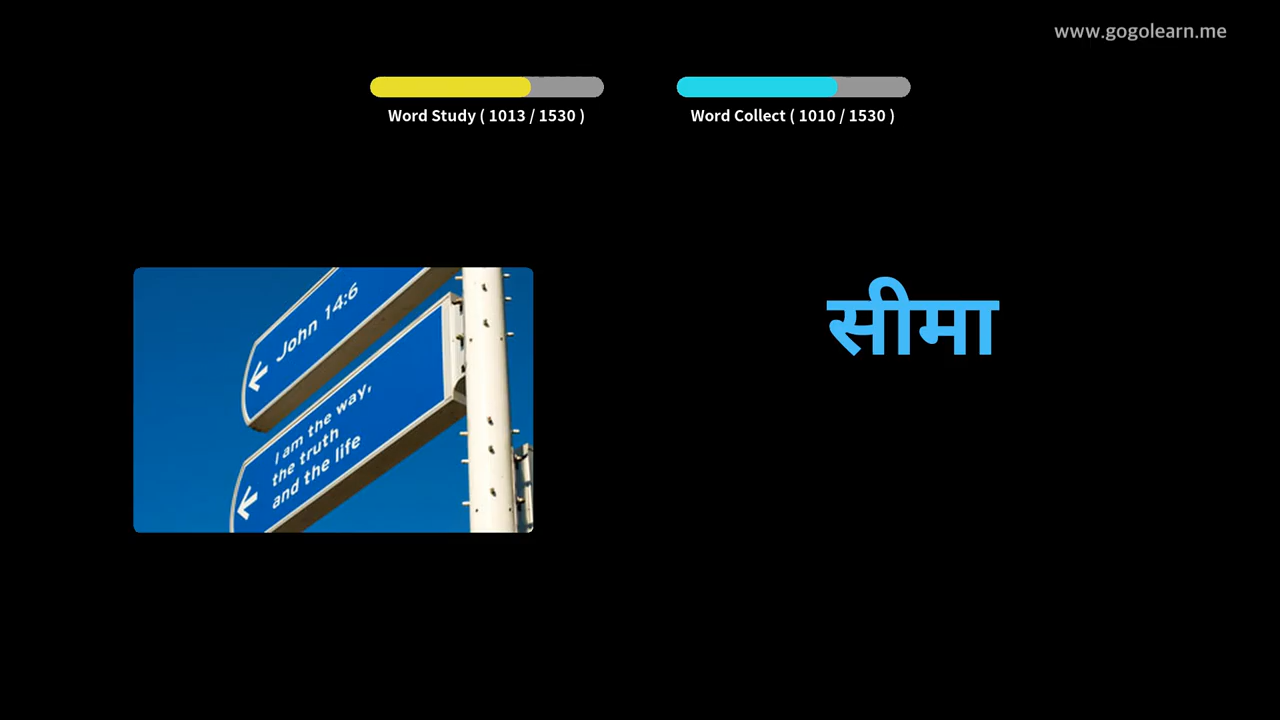 www.gogolearn.me
Word Study ( 1013 / 1530 )
Word Collect ( 1010 / 1530 )
John 14:6
I am the way,
the truth
and the life
सीमा